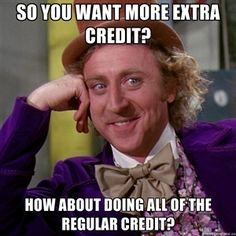 SO YOU WANT MORE EXTRA
CREDIT?
HOW ABOUT DOING ALL OF THE
REGULAR CREDIT?